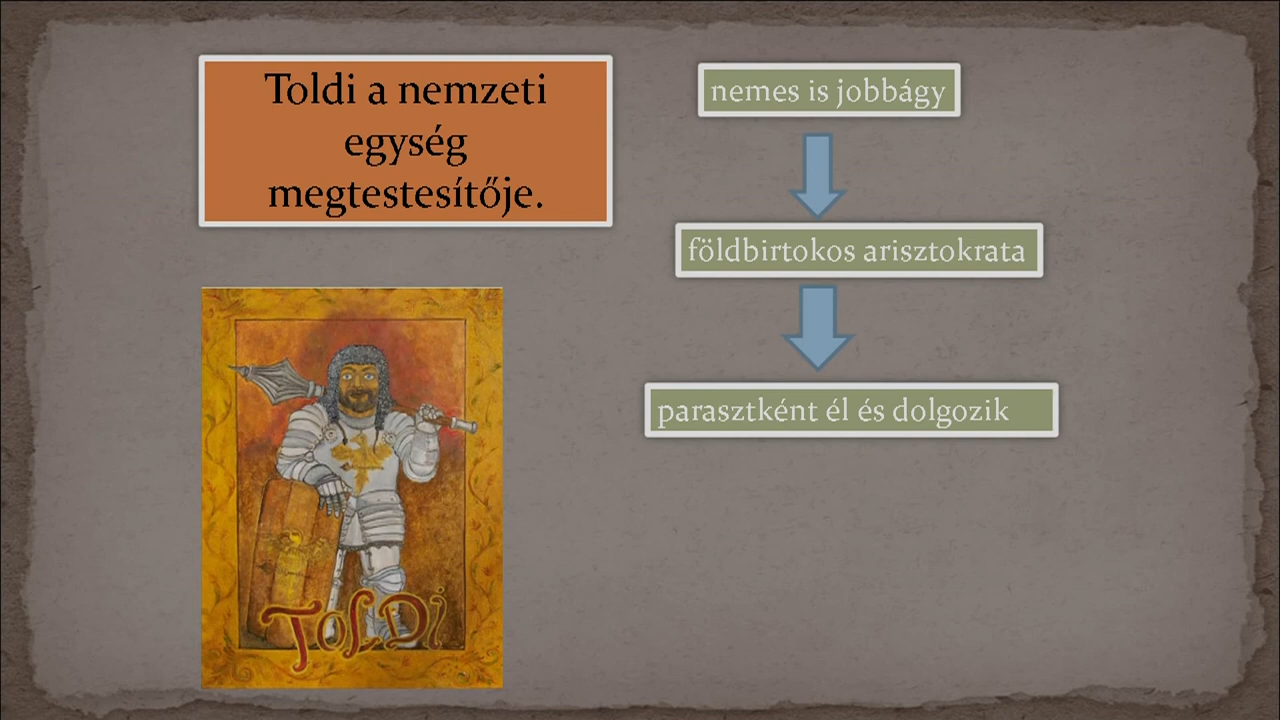 Toldi a nemzeti
egység
megtestesítője.
nemes is jobbágy
földbirtokos arisztokrata
parasztként él és dolgozik
TOLDi